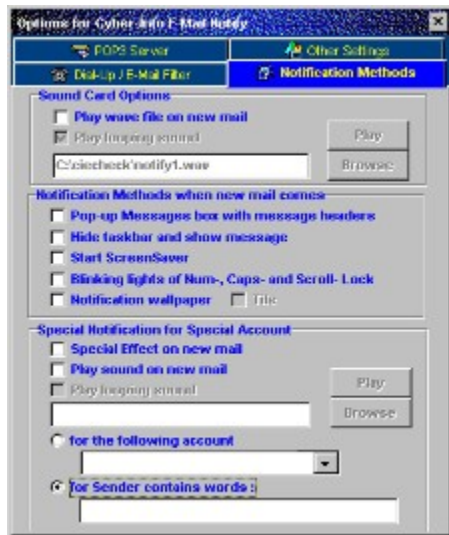 Options for Cyber-Info E-Mail Notify
POP3 Server
Other Settings
Dial-Up / E-Mail Filter
Notification Methods
Sound Card Options
Play wave file on new mail
Play looping sound
Play
C:\ciecheck\notify1.wav
Browse
Notification Methods when new mail comes
Pop-up Messages box with message headers
Hide taskbar and show message
Start ScreenSaver
Blinking lights of Num-, Caps- and Scroll- Lock
Notification wallpaper
Tile
Special Notification for Special Account
Special Effect on new mail
Play sound on new mail
Play looping sound
Play
Browse
for the following account
for Sender contains words :